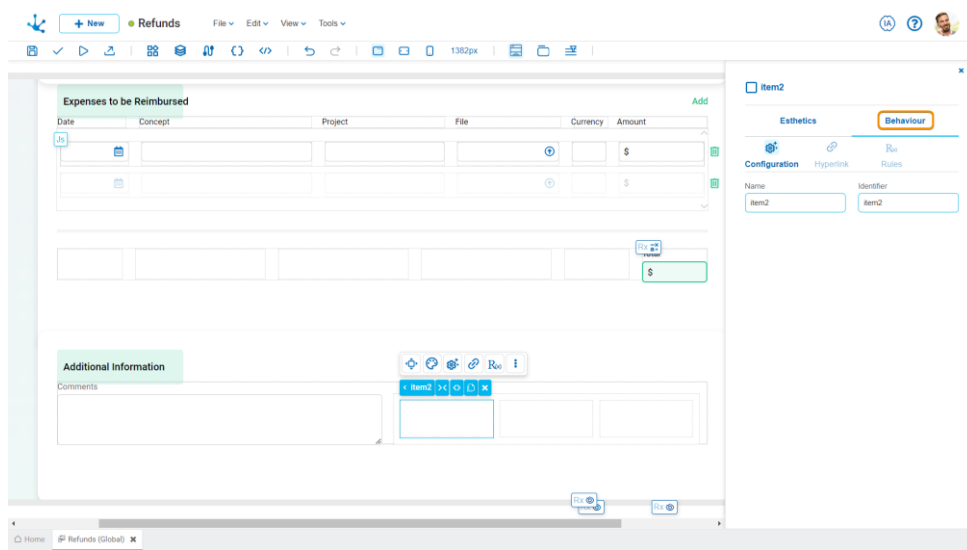 + New
Refunds
File
Edit
View
Tools
IA
?
1382px
Expenses to be Reimbursed
Add
Date
Concept
Project
File
Currency
Amount
Js
$
$
Rx
Total
$
Additional Information
Comments
R(x)
< Item2
Rx
Rx
Rx
Item2
Esthetics
Behaviour
Configuration
Hyperlink
R(x)
Rules
Name
Identifier
item2
item2
Home
Refunds (Global)